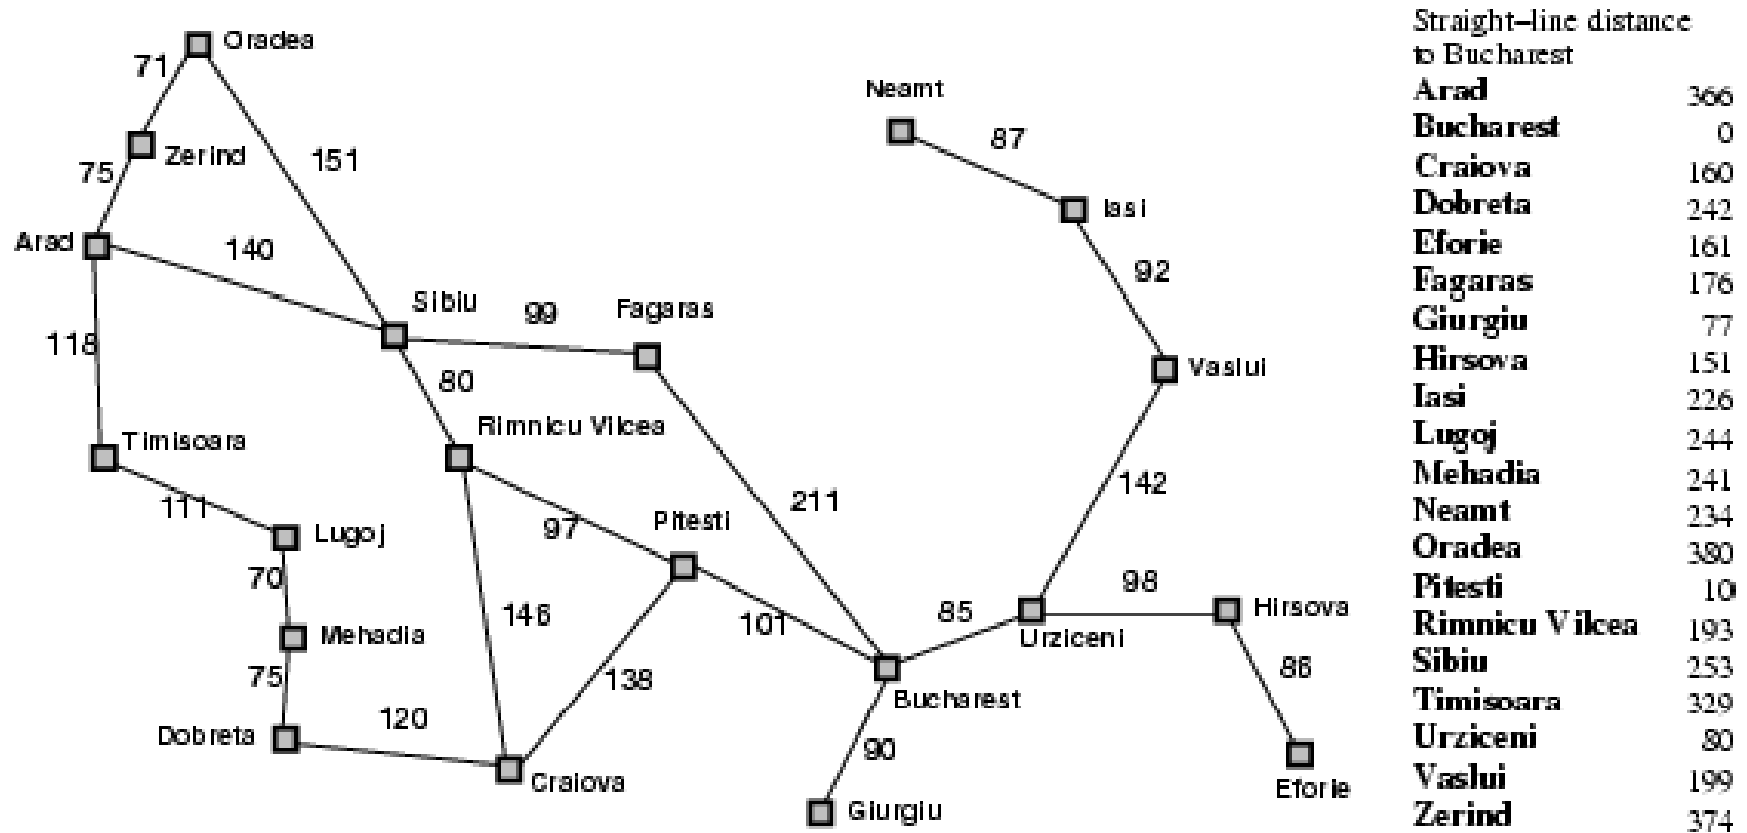 Oradea
71
Neamt
87
Zerind
151
75
Iasi
Arad
140
92
Sibiu
99
Fagaras
118
Vaslui
80
Rimnicu Vilcea
Timisoara
142
111
211
Lugoj
97
Pitesti
70
98
Hirsova
146
101
85
Mehadia
Urziceni
86
75
138
Bucharest
120
Dobreta
90
Craiova
Eforie
Giurgiu
Straight–line distance
to Bucharest
Arad 366
Bucharest 0
Craiova 160
Dobreta 242
Eforie 161
Fagaras 176
Giurgiu 77
Hirsova 151
Iasi 226
Lugoj 244
Mehadia 241
Neamt 234
Oradea 380
Pitesti 10
Rimnicu Vilcea 193
Sibiu 253
Timisoara 329
Urziceni 80
Vaslui 199
Zerind 374